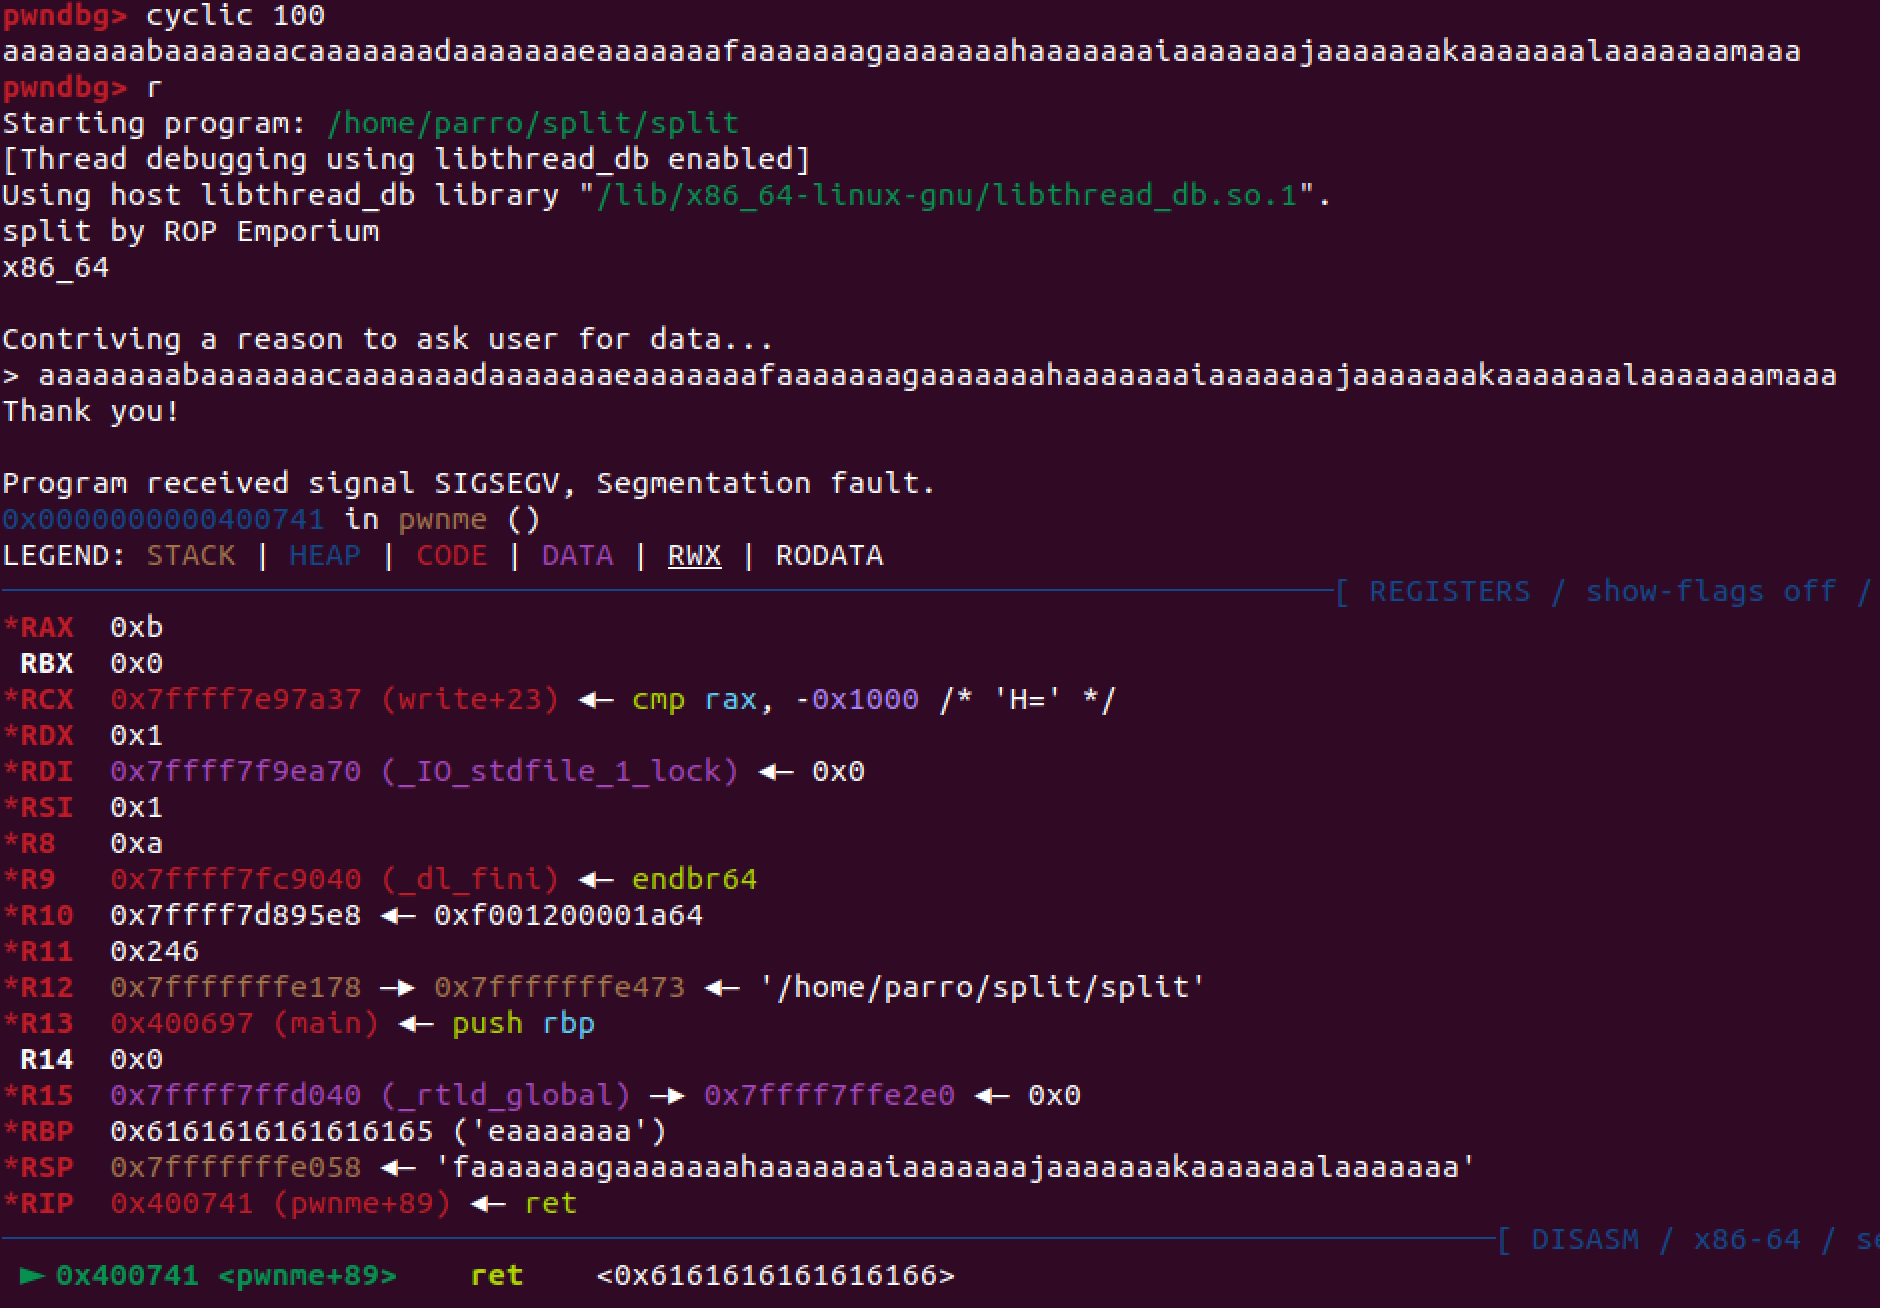 pwndbg> cyclic 100
aaaaaaaabaaaaaaacaaaaaaadaaaaaaaeaaaaaaafaaaaaaagaaaaaaahaaaaaaaiaaaaaaajaaaaaaakaaaaaaalaaaaaaamaaa
pwndbg> r
Starting program: /home/parro/split/split
[Thread debugging using libthread_db enabled]
Using host libthread_db library "/lib/x86_64-linux-gnu/libthread_db.so.1".
split by ROP Emporium
x86_64
Contriving a reason to ask user for data...
> aaaaaaaabaaaaaaacaaaaaaadaaaaaaaeaaaaaaafaaaaaaagaaaaaaahaaaaaaaiaaaaaaajaaaaaaakaaaaaaalaaaaaaamaaa
Thank you!
Program received signal SIGSEGV, Segmentation fault.
0x0000000000400741 in pwnme ()
LEGEND: STACK | HEAP | CODE | DATA | RWX | RODATA
[ REGISTERS / show-flags off /
*RAX  0xb
 RBX  0x0
*RCX  0x7ffff7e97a37 (write+23) ◂— cmp rax, -0x1000 /* 'H=' */
*RDX  0x1
*RDI  0x7ffff7f9ea70 (_IO_stdfile_1_lock) ◂— 0x0
*RSI  0x1
*R8   0xa
*R9   0x7ffff7fc9040 (_dl_fini) ◂— endbr64
*R10  0x7ffff7d895e8 ◂— 0xf001200001a64
*R11  0x246
*R12  0x7fffffffe178 —▸ 0x7fffffffe473 ◂— '/home/parro/split/split'
*R13  0x400697 (main) ◂— push rbp
 R14  0x0
*R15  0x7ffff7ffd040 (_rtld_global) —▸ 0x7ffff7ffe2e0 ◂— 0x0
*RBP  0x6161616161616165 ('eaaaaaaa')
*RSP  0x7fffffffe058 ◂— 'faaaaaaagaaaaaaahaaaaaaaiaaaaaaajaaaaaaakaaaaaaalaaaaaaa'
*RIP  0x400741 (pwnme+89) ◂— ret
[ DISASM / x86-64 / se
 ► 0x400741 <pwnme+89>    ret    <0x6161616161616166>